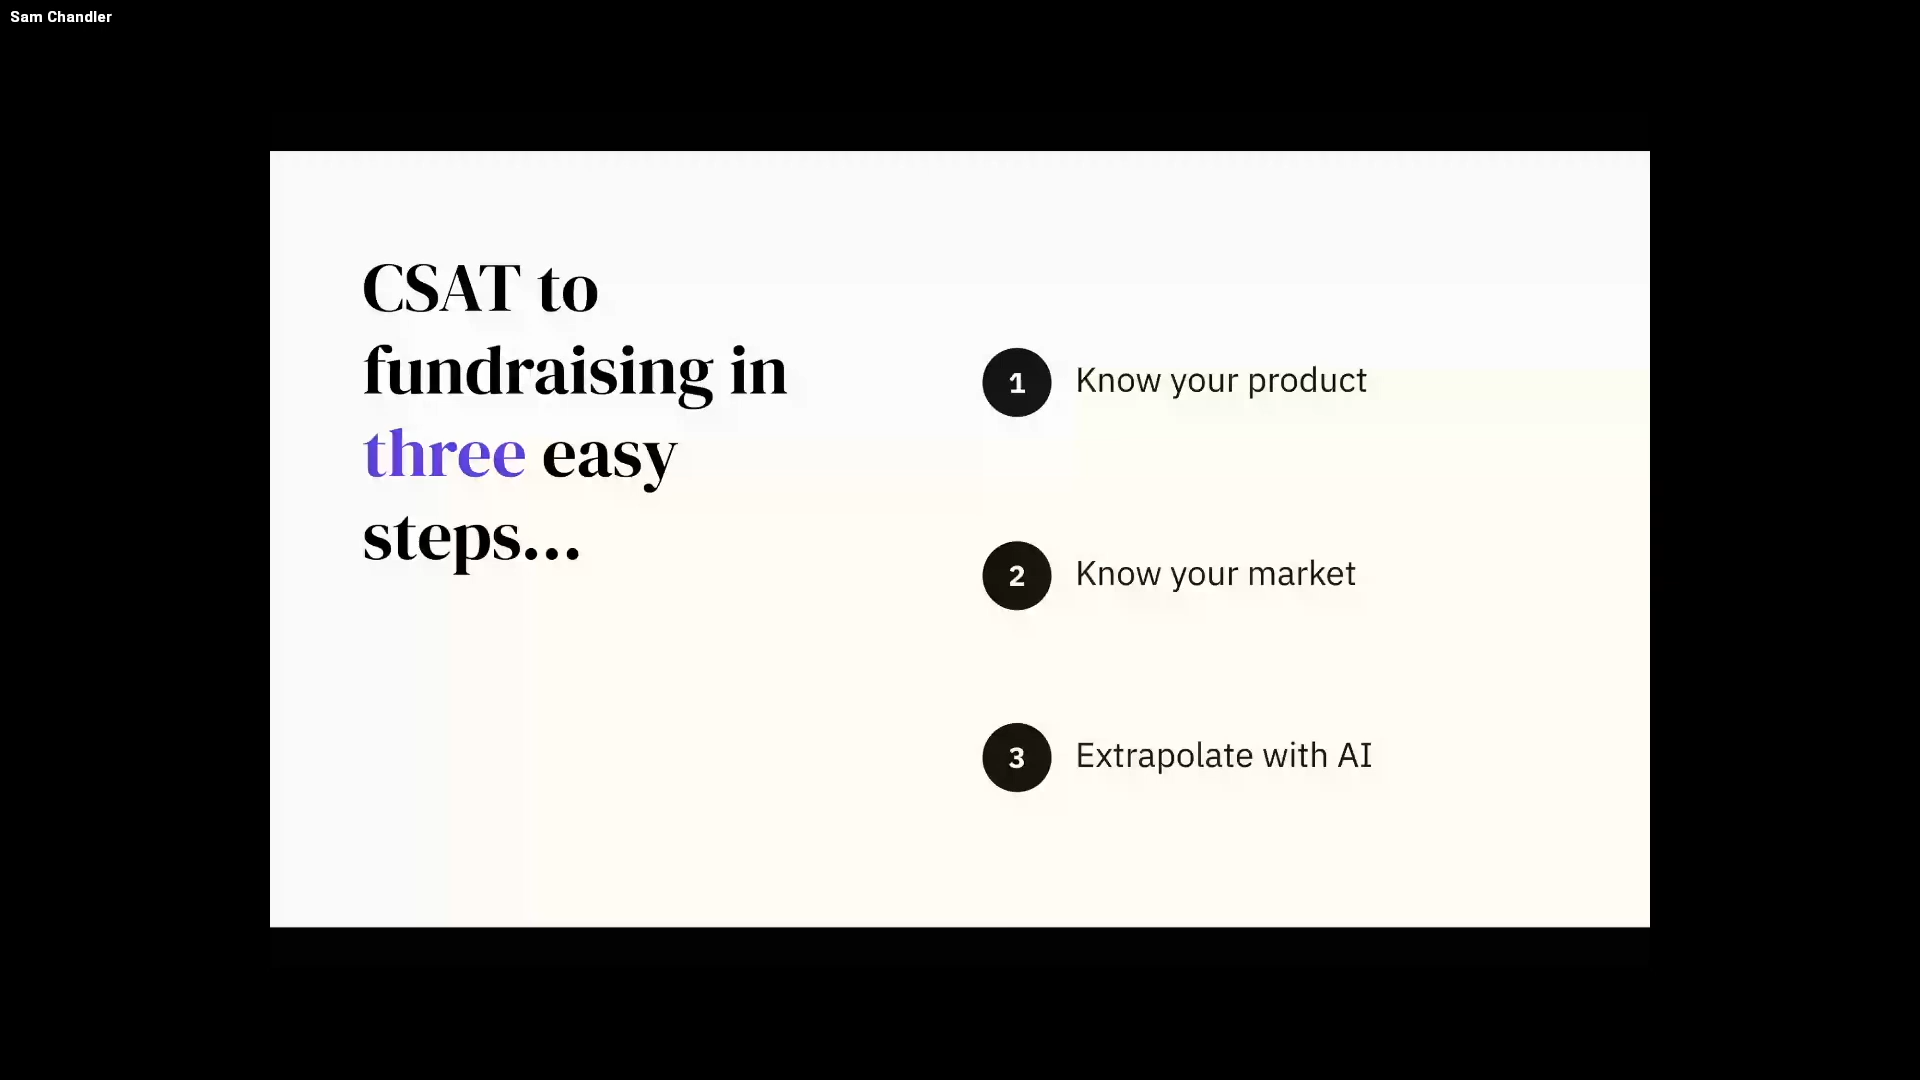 Sam Chandler
CSAT to
fundraising in
three easy
steps...
1 Know your product
2 Know your market
3 Extrapolate with AI